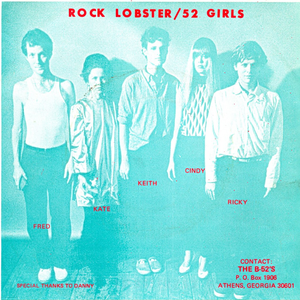 ROCK LOBSTER/52 GIRLS
CINDY
KEITH
RICKY
KATE
FRED
CONTACT:
THE B-52'S
P. O. Box 1906
ATHENS, GEORGIA 30601
SPECIAL THANKS TO DANNY